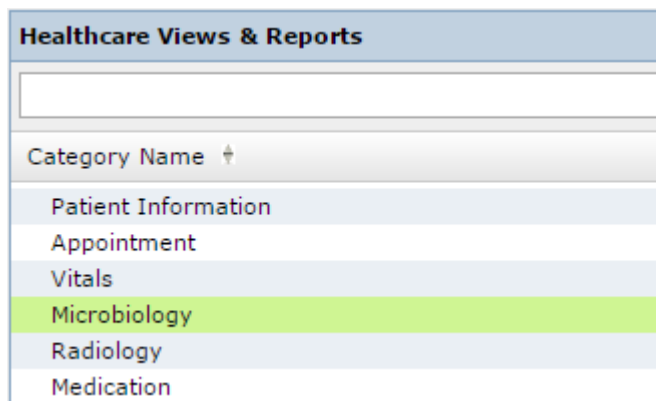 Healthcare Views & Reports
Category Name
Patient Information
Appointment
Vitals
Microbiology
Radiology
Medication